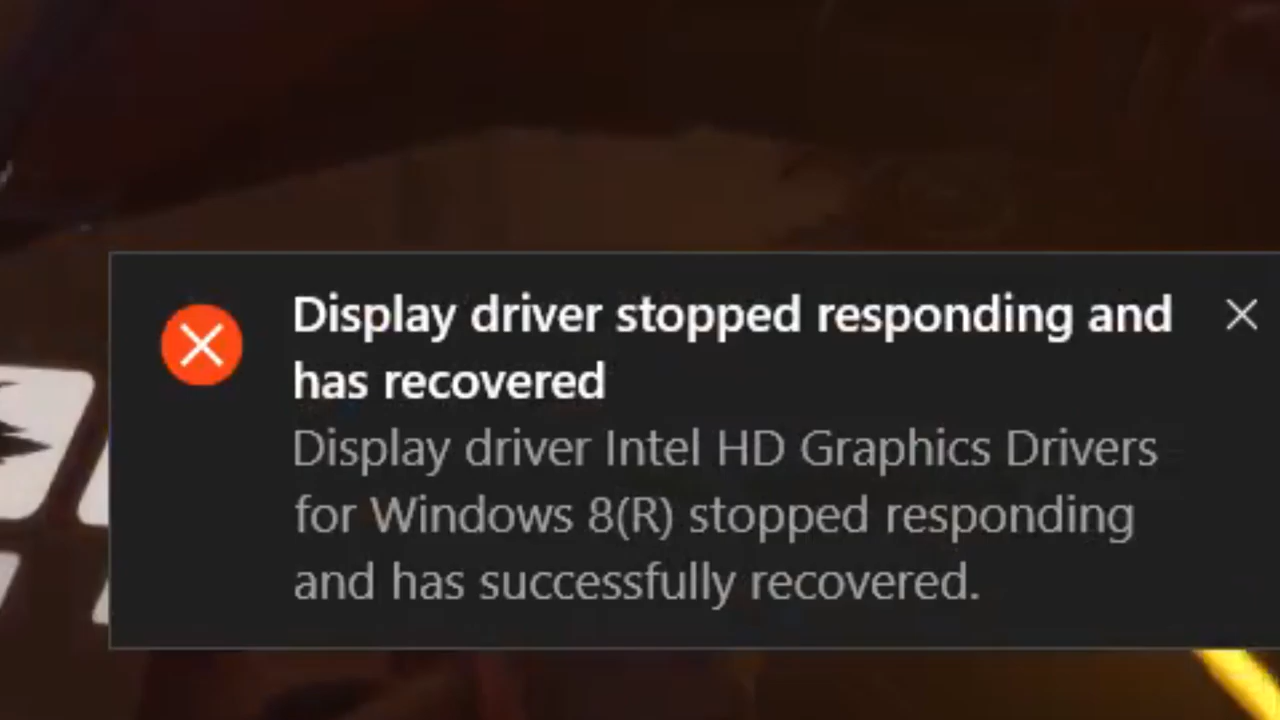 Display driver stopped responding and
has recovered
Display driver Intel HD Graphics Drivers
for Windows 8(R) stopped responding
and has successfully recovered.